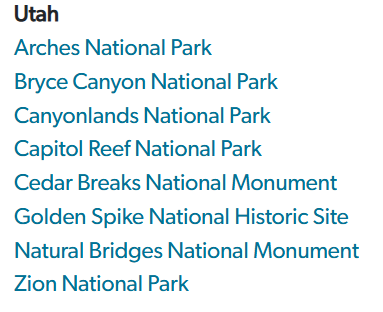 Utah
Arches National Park
Bryce Canyon National Park
Canyonlands National Park
Capitol Reef National Park
Cedar Breaks National Monument
Golden Spike National Historic Site
Natural Bridges National Monument
Zion National Park